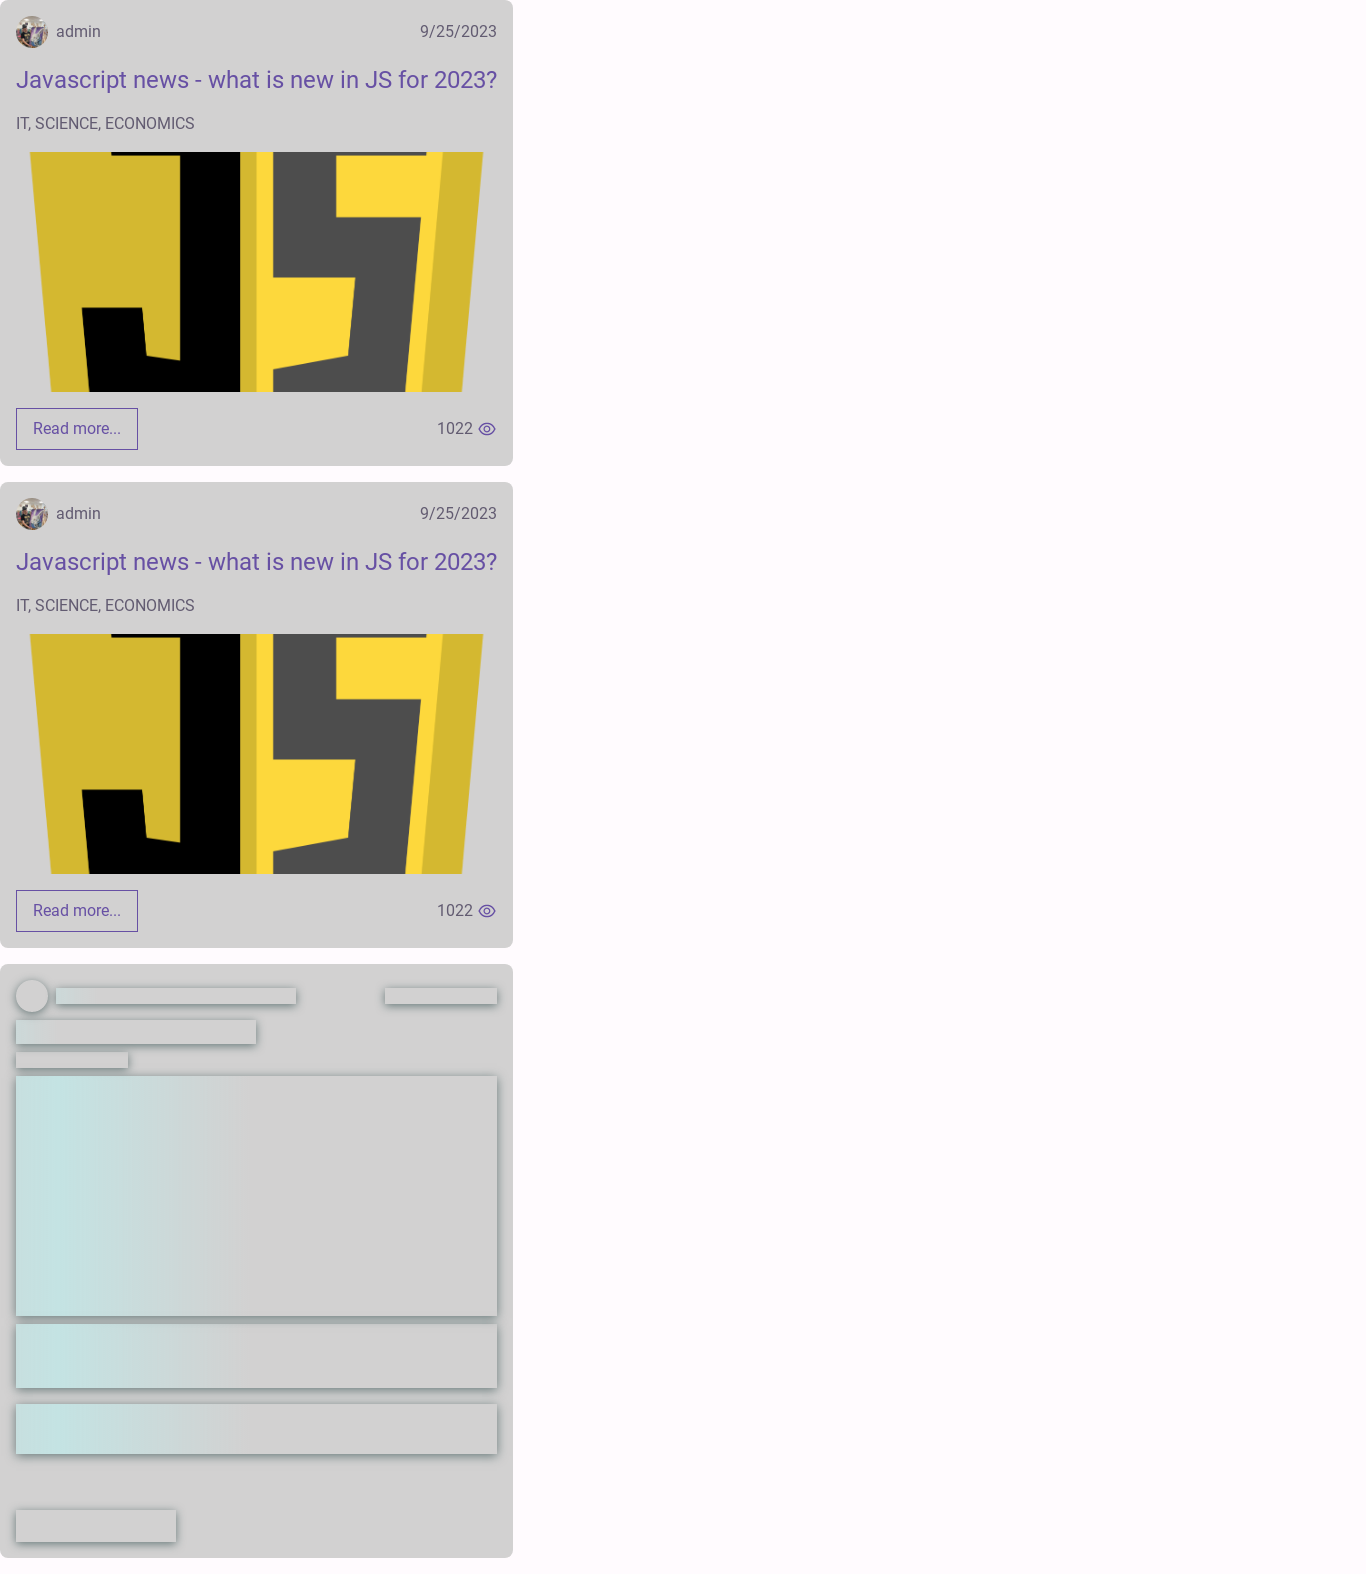 admin 9/25/2023
Javascript news - what is new in JS for 2023?
IT, SCIENCE, ECONOMICS
JS
Read more... 1022
admin 9/25/2023
Javascript news - what is new in JS for 2023?
IT, SCIENCE, ECONOMICS
JS
Read more... 1022